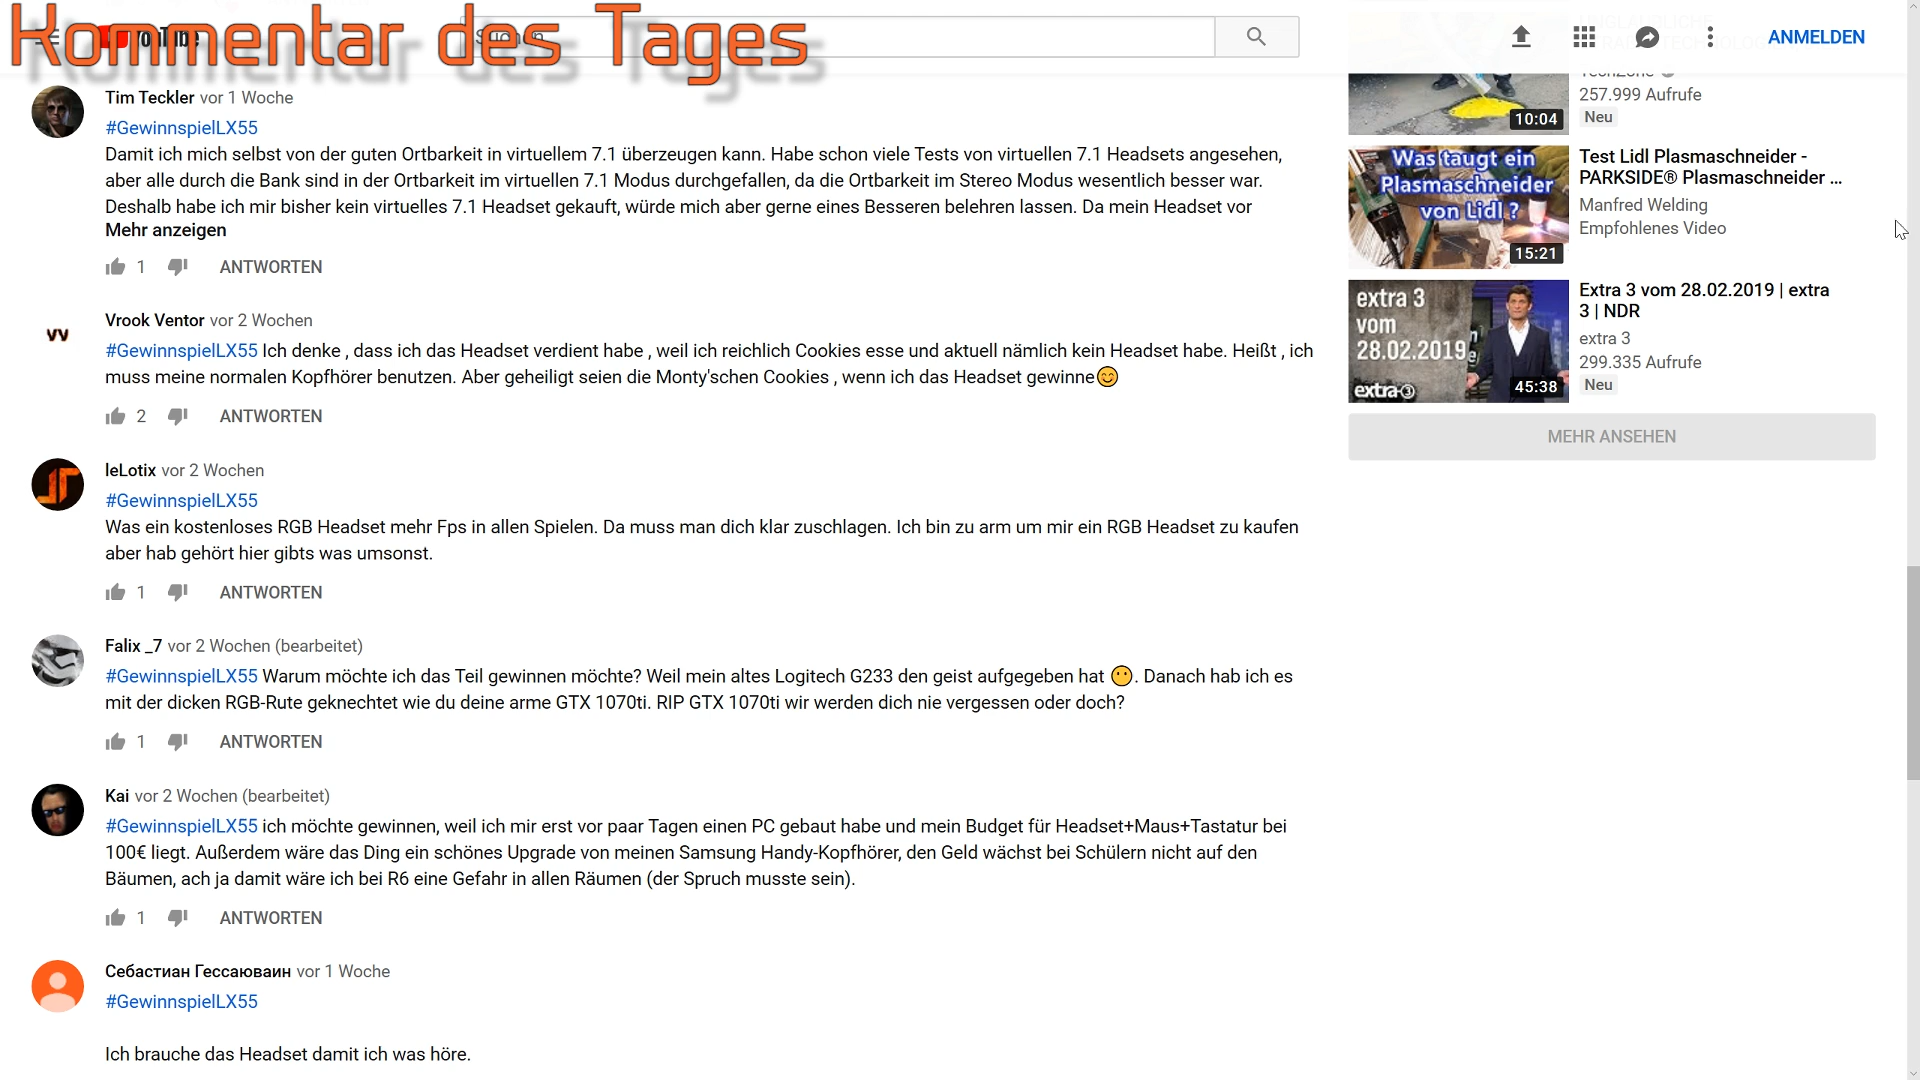 Kommentar des Tages
YouTube
Suchen
ANMELDEN
Tim Teckler vor 1 Woche
#GewinnspielLX55
Damit ich mich selbst von der guten Ortbarkeit in virtuellem 7.1 überzeugen kann. Habe schon viele Tests von virtuellen 7.1 Headsets angesehen,
aber alle durch die Bank sind in der Ortbarkeit im virtuellen 7.1 Modus durchgefallen, da die Ortbarkeit im Stereo Modus wesentlich besser war.
Deshalb habe ich mir bisher kein virtuelles 7.1 Headset gekauft, würde mich aber gerne eines Besseren belehren lassen. Da mein Headset vor
Mehr anzeigen
1 ANTWORTEN
VV
Vrook Ventor vor 2 Wochen
#GewinnspielLX55 Ich denke , dass ich das Headset verdient habe , weil ich reichlich Cookies esse und aktuell nämlich kein Headset habe. Heißt , ich
muss meine normalen Kopfhörer benutzen. Aber geheiligt seien die Monty'schen Cookies , wenn ich das Headset gewinne😊
2 ANTWORTEN
leLotix vor 2 Wochen
#GewinnspielLX55
Was ein kostenloses RGB Headset mehr Fps in allen Spielen. Da muss man dich klar zuschlagen. Ich bin zu arm um mir ein RGB Headset zu kaufen
aber hab gehört hier gibts was umsonst.
1 ANTWORTEN
Falix _7 vor 2 Wochen (bearbeitet)
#GewinnspielLX55 Warum möchte ich das Teil gewinnen möchte? Weil mein altes Logitech G233 den geist aufgegeben hat 😶. Danach hab ich es
mit der dicken RGB-Rute geknechtet wie du deine arme GTX 1070ti. RIP GTX 1070ti wir werden dich nie vergessen oder doch?
1 ANTWORTEN
Kai vor 2 Wochen (bearbeitet)
#GewinnspielLX55 ich möchte gewinnen, weil ich mir erst vor paar Tagen einen PC gebaut habe und mein Budget für Headset+Maus+Tastatur bei
100€ liegt. Außerdem wäre das Ding ein schönes Upgrade von meinen Samsung Handy-Kopfhörer, den Geld wächst bei Schülern nicht auf den
Bäumen, ach ja damit wäre ich bei R6 eine Gefahr in allen Räumen (der Spruch musste sein).
1 ANTWORTEN
Себастиан Гессаюваин vor 1 Woche
#GewinnspielLX55
Ich brauche das Headset damit ich was höre.
TechZone
257.999 Aufrufe
Neu
10:04
Was taugt ein
Plasmaschneider
von Lidl ?
15:21
Test Lidl Plasmaschneider -
PARKSIDE® Plasmaschneider ...
Manfred Welding
Empfohlenes Video
extra 3
vom
28.02.2019
extra 3
45:38
Extra 3 vom 28.02.2019 | extra
3 | NDR
extra 3
299.335 Aufrufe
Neu
MEHR ANSEHEN